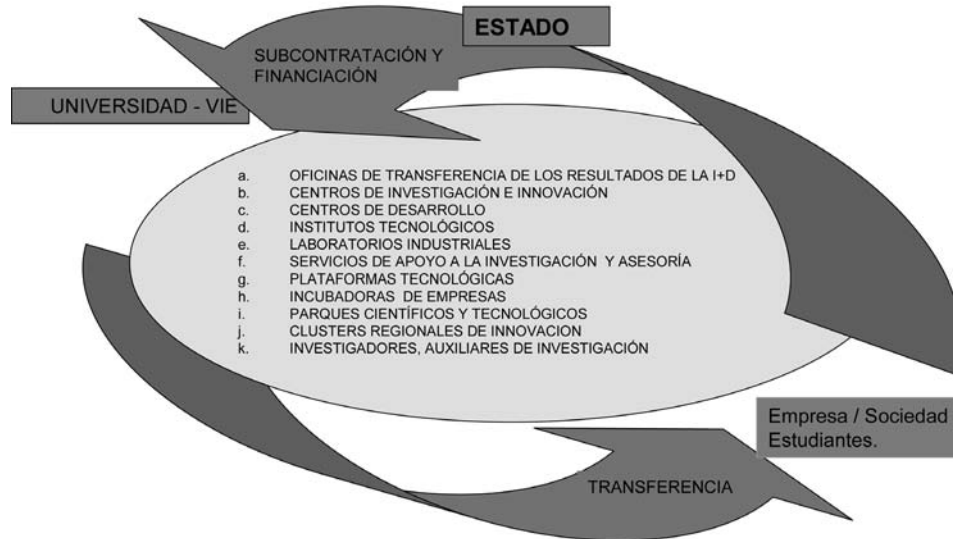 ESTADO
SUBCONTRATACIÓN Y
FINANCIACIÓN
UNIVERSIDAD - VIE
a. OFICINAS DE TRANSFERENCIA DE LOS RESULTADOS DE LA I+D
b. CENTROS DE INVESTIGACIÓN E INNOVACIÓN
c. CENTROS DE DESARROLLO
d. INSTITUTOS TECNOLÓGICOS
e. LABORATORIOS INDUSTRIALES
f. SERVICIOS DE APOYO A LA INVESTIGACIÓN Y ASESORÍA
g. PLATAFORMAS TECNOLÓGICAS
h. INCUBADORAS DE EMPRESAS
i. PARQUES CIENTÍFICOS Y TECNOLÓGICOS
j. CLUSTERS REGIONALES DE INNOVACION
k. INVESTIGADORES, AUXILIARES DE INVESTIGACIÓN
Empresa / Sociedad
Estudiantes.
TRANSFERENCIA